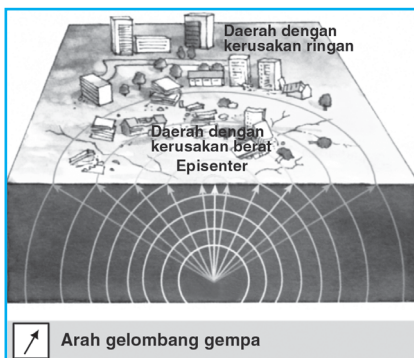 Daerah dengan
kerusakan ringan
Daerah dengan
kerusakan berat
Episenter
Arah gelombang gempa